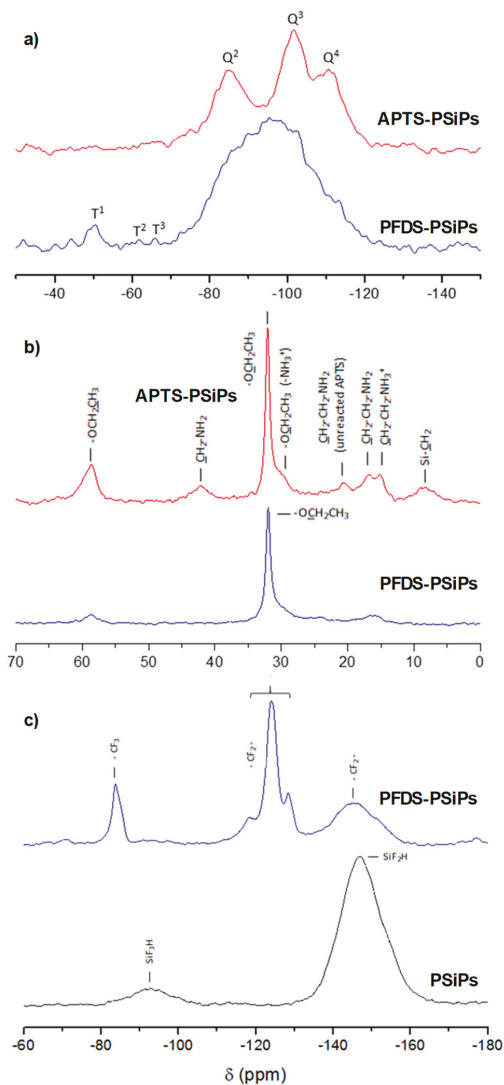 a)
Q²
Q³
Q⁴
APTS-PSiPs
T¹
T²
T³
PFDS-PSiPs
-40 -60 -80 -100 -120 -140
b)
APTS-PSiPs
-OCH₂CH₃
CH₂-NH₂
-OCH₂CH₃
-OCH₂CH₃ (-NH₃⁺)
CH₂-CH₂-NH₂
(unreacted APTS)
CH₂-CH₂-NH₂
CH₂-CH₂-NH₃⁺
Si-CH₂
-OCH₂CH₃
PFDS-PSiPs
70 60 50 40 30 20 10 0
c)
- CF₃
- CF₂ -
- CF₂ -
PFDS-PSiPs
SiF₂H
SiF₃H
PSiPs
-60 -80 -100 -120 -140 -160 -180
δ (ppm)